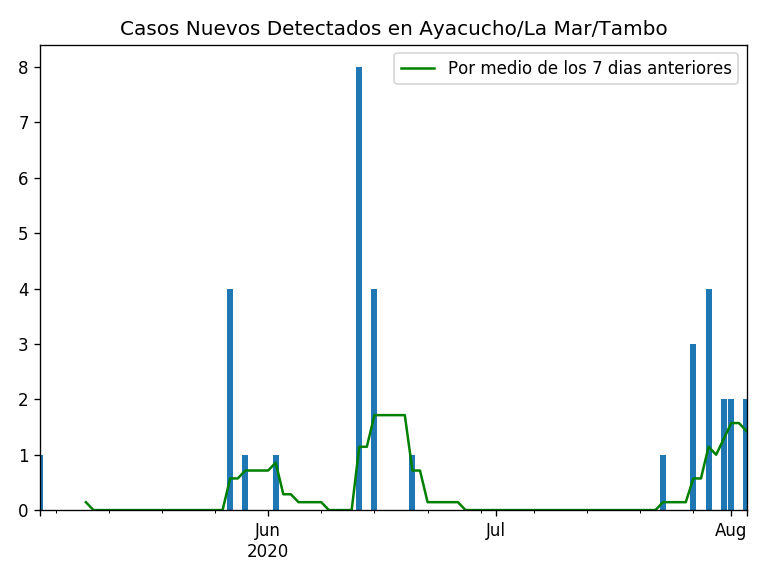 Casos Nuevos Detectados en Ayacucho/La Mar/Tambo
Por medio de los 7 dias anteriores
8
7
6
5
4
3
2
1
0
Jun
2020
Jul
Aug